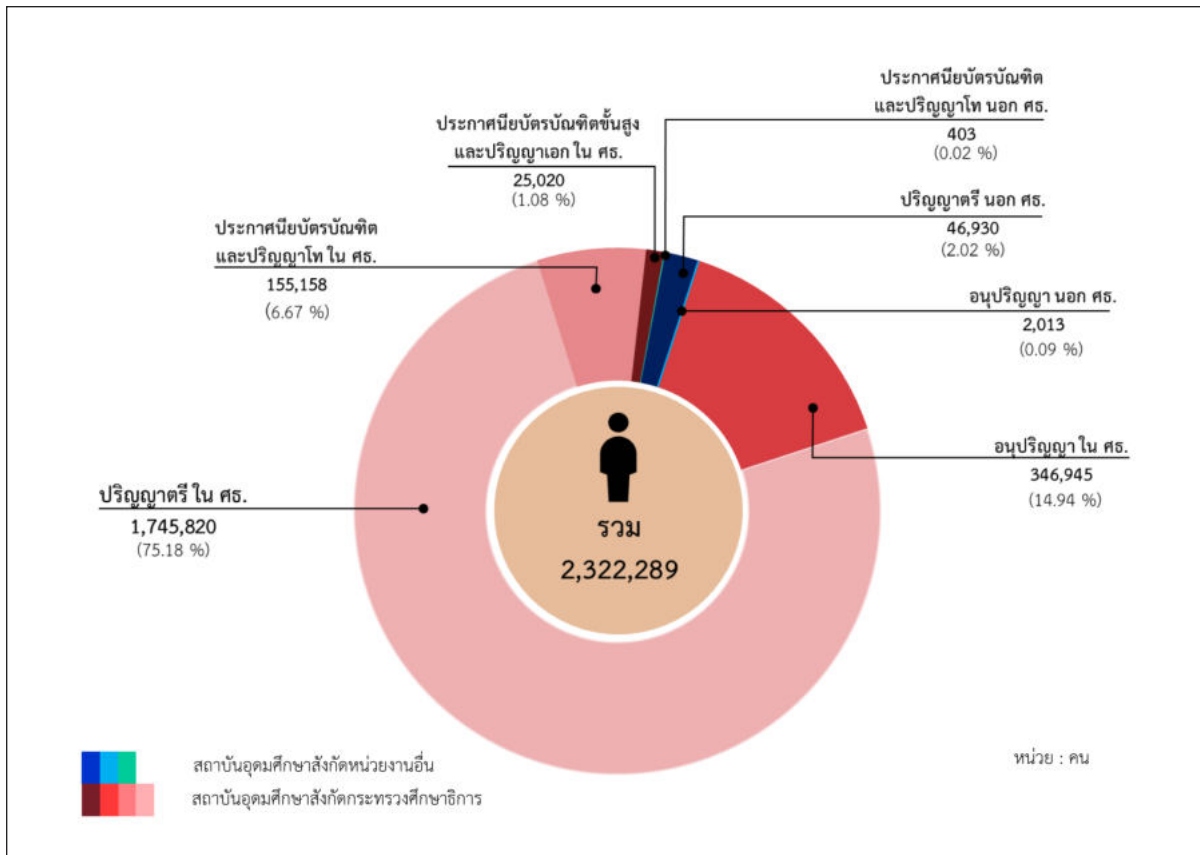 ประกาศนียบัตรบัณฑิต
และปริญญาโท นอก ศธ.
403
(0.02 %)
ประกาศนียบัตรบัณฑิตขั้นสูง
และปริญญาเอก ใน ศธ.
25,020
(1.08 %)
ปริญญาตรี นอก ศธ.
46,930
(2.02 %)
ประกาศนียบัตรบัณฑิต
และปริญญาโท ใน ศธ.
155,158
(6.67 %)
อนุปริญญา นอก ศธ.
2,013
(0.09 %)
อนุปริญญา ใน ศธ.
346,945
(14.94 %)
ปริญญาตรี ใน ศธ.
1,745,820
(75.18 %)
รวม
2,322,289
หน่วย : คน
สถาบันอุดมศึกษาสังกัดหน่วยงานอื่น
สถาบันอุดมศึกษาสังกัดกระทรวงศึกษาธิการ